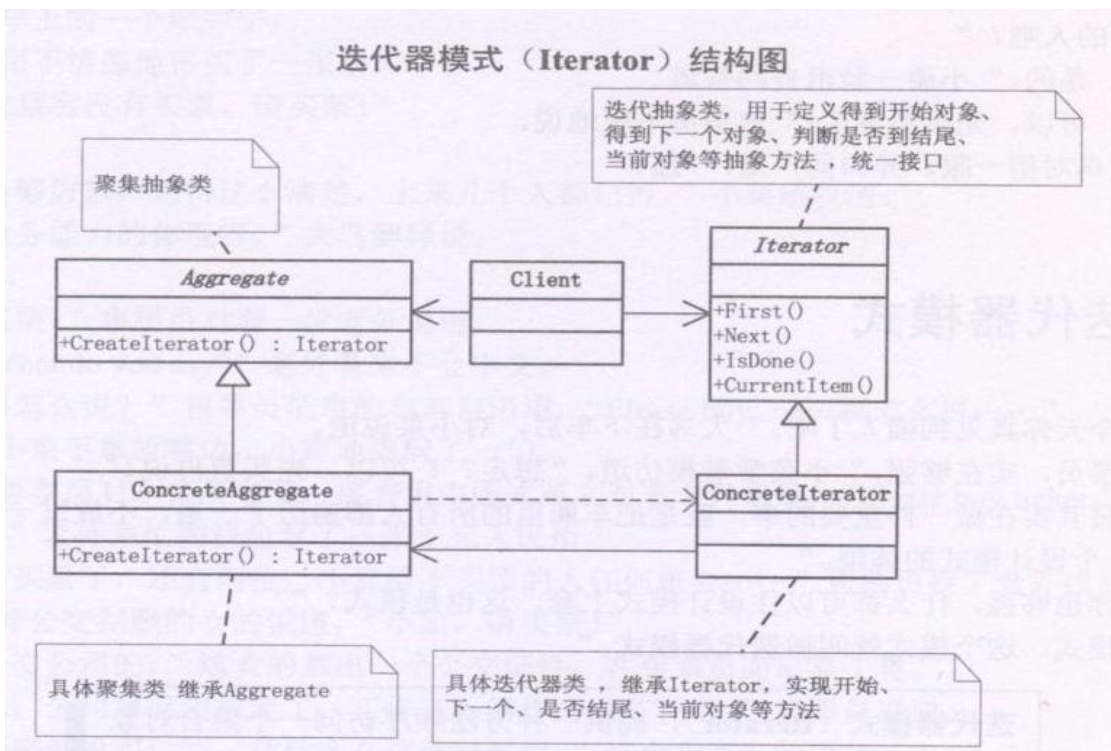 迭代器模式（Iterator）结构图
迭代抽象类，用于定义得到开始对象、
得到下一个对象、判断是否到结尾、
当前对象等抽象方法，统一接口
聚集抽象类
Aggregate
+CreateIterator() : Iterator
Client
Iterator
+First()
+Next()
+IsDone()
+CurrentItem()
ConcreteAggregate
+CreateIterator() : Iterator
ConcreteIterator
具体聚集类 继承Aggregate
具体迭代器类 ，继承Iterator，实现开始、
下一个、是否结尾、当前对象等方法